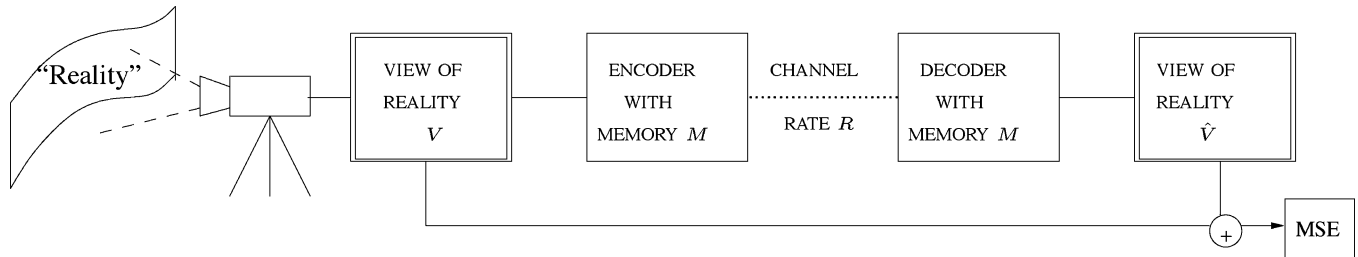 “Reality”
VIEW OF
REALITY
V
ENCODER
WITH
MEMORY M
CHANNEL
RATE R
DECODER
WITH
MEMORY M
VIEW OF
REALITY
V̂
+
MSE